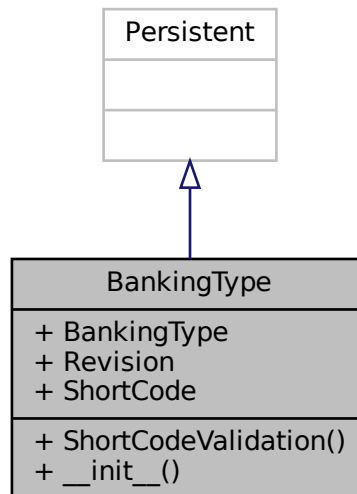 Persistent
BankingType
+ BankingType
+ Revision
+ ShortCode
+ ShortCodeValidation()
+ __init__()